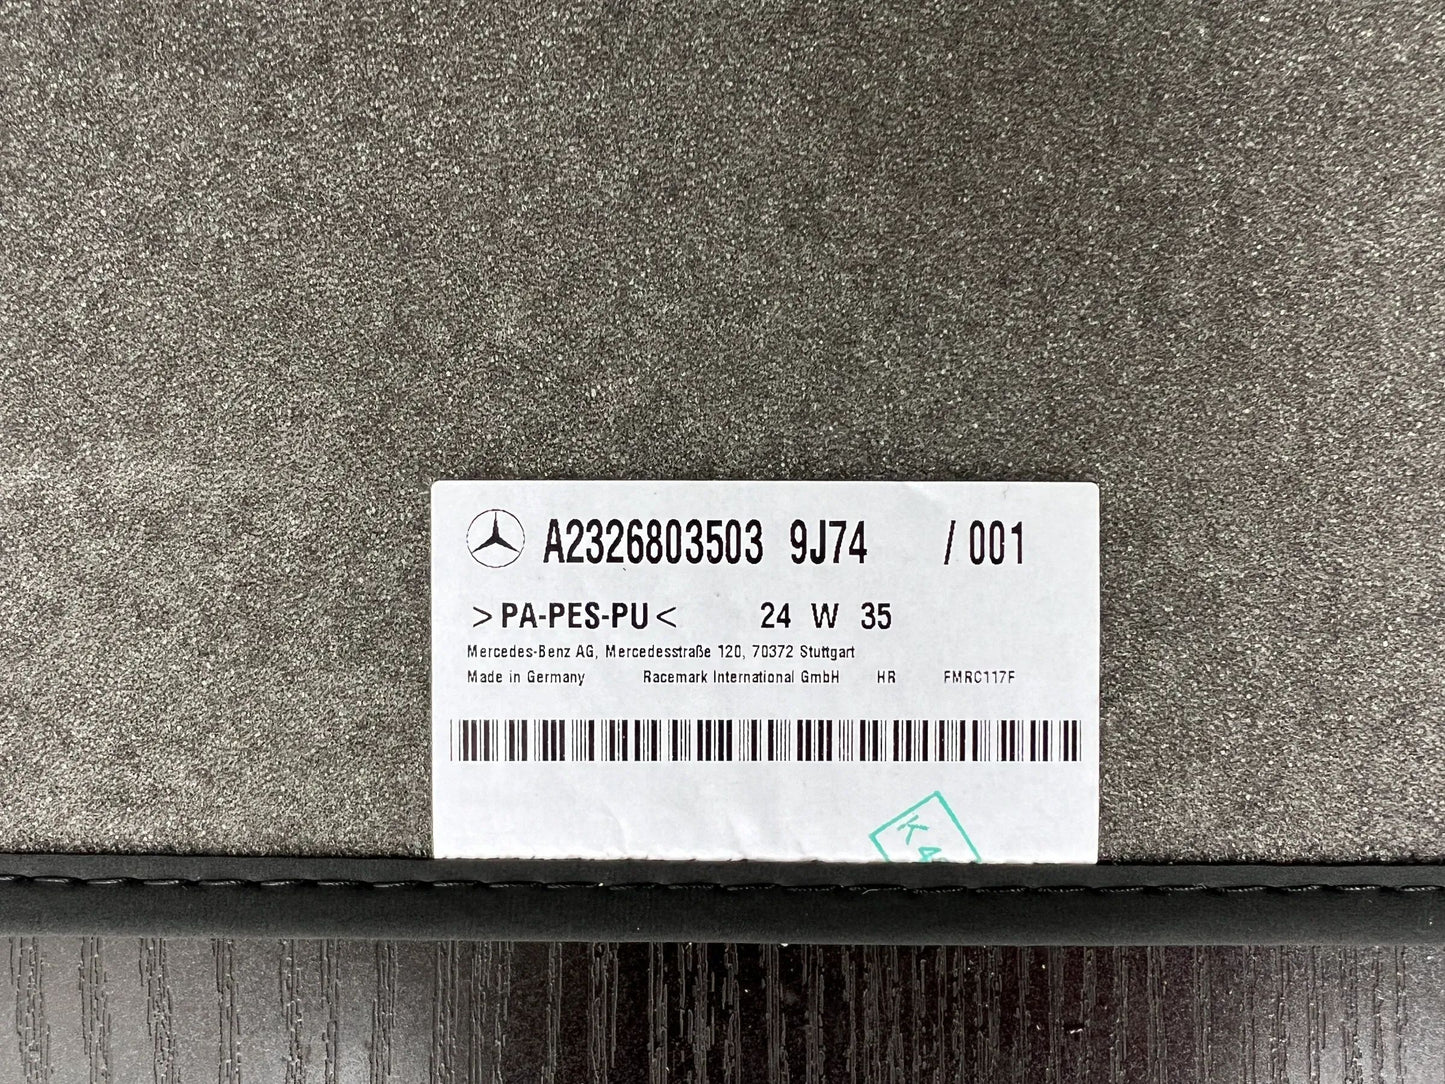 A2326803503 9J74 / 001
>PA-PES-PU< 24 W 35
Mercedes-Benz AG, Mercedesstraße 120, 70372 Stuttgart
Made in Germany Racemark International GmbH HR FMRC117F
K